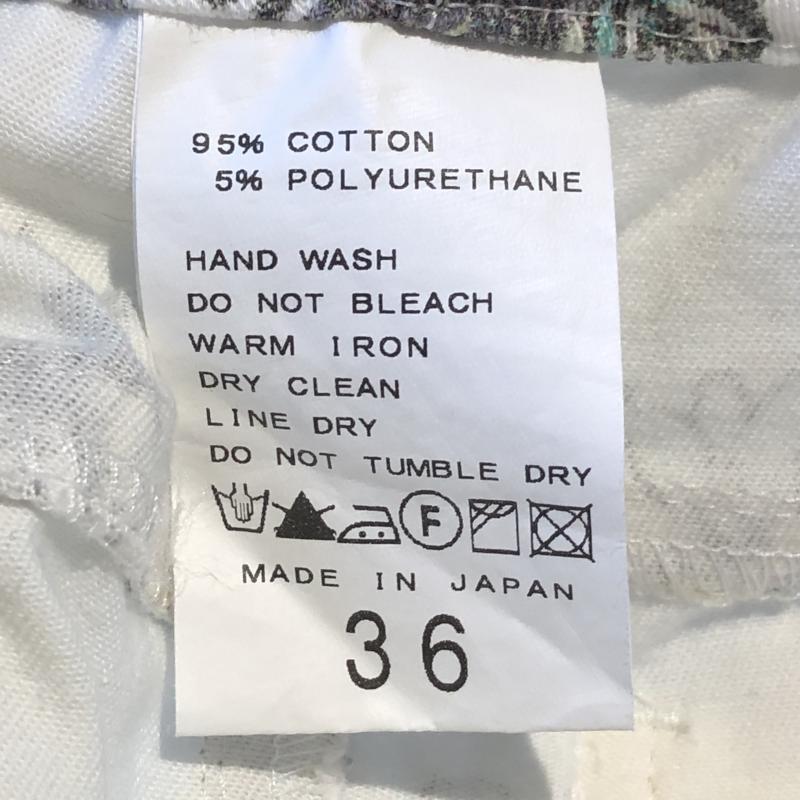 95% COTTON
5% POLYURETHANE
HAND WASH
DO NOT BLEACH
WARM IRON
DRY CLEAN
LINE DRY
DO NOT TUMBLE DRY
F
MADE IN JAPAN
36